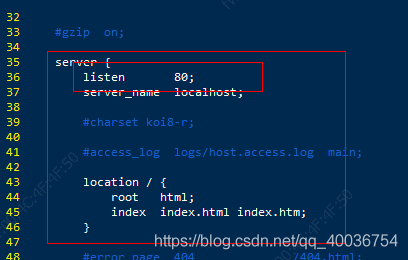 32
33 #gzip on;
34
35 server {
36 listen 80;
37 server_name localhost;
38
39 #charset koi8-r;
40
41 #access_log logs/host.access.log main;
42
43 location / {
44 root html;
45 index index.html index.htm;
46 }
47
48 #error_page 404 /404.html;
https://blog.csdn.net/qq_40036754